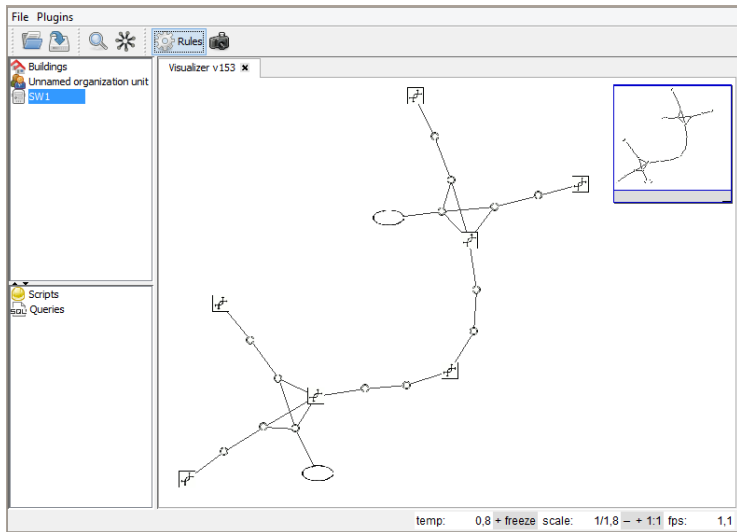 File Plugins
Rules
Buildings
Unnamed organization unit
SW1
Visualizer v153
Scripts
SQL Queries
temp: 0,8 + freeze scale: 1/1,8 – + 1:1 fps: 1,1